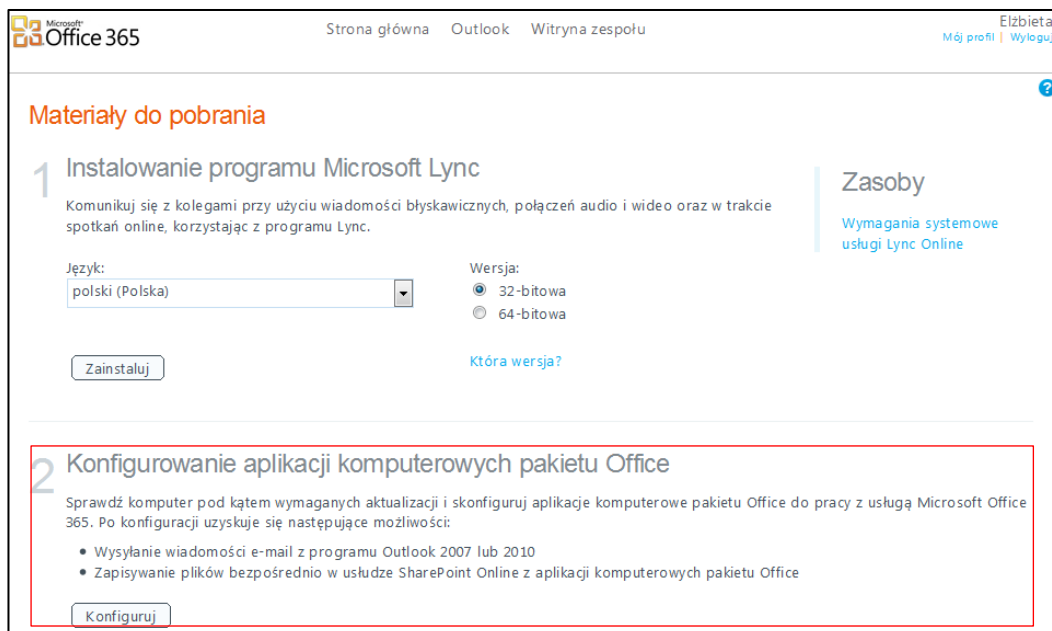 Microsoft®
Office 365
Strona główna Outlook Witryna zespołu
Elżbieta
Mój profil | Wyloguj
?
Materiały do pobrania
1 Instalowanie programu Microsoft Lync
Komunikuj się z kolegami przy użyciu wiadomości błyskawicznych, połączeń audio i wideo oraz w trakcie
spotkań online, korzystając z programu Lync.
Język:
polski (Polska)
Wersja:
32-bitowa
64-bitowa
Zainstaluj
Która wersja?
Zasoby
Wymagania systemowe
usługi Lync Online
2 Konfigurowanie aplikacji komputerowych pakietu Office
Sprawdź komputer pod kątem wymaganych aktualizacji i skonfiguruj aplikacje komputerowe pakietu Office do pracy z usługą Microsoft Office
365. Po konfiguracji uzyskuje się następujące możliwości:
• Wysyłanie wiadomości e-mail z programu Outlook 2007 lub 2010
• Zapisywanie plików bezpośrednio w usłudze SharePoint Online z aplikacji komputerowych pakietu Office
Konfiguruj